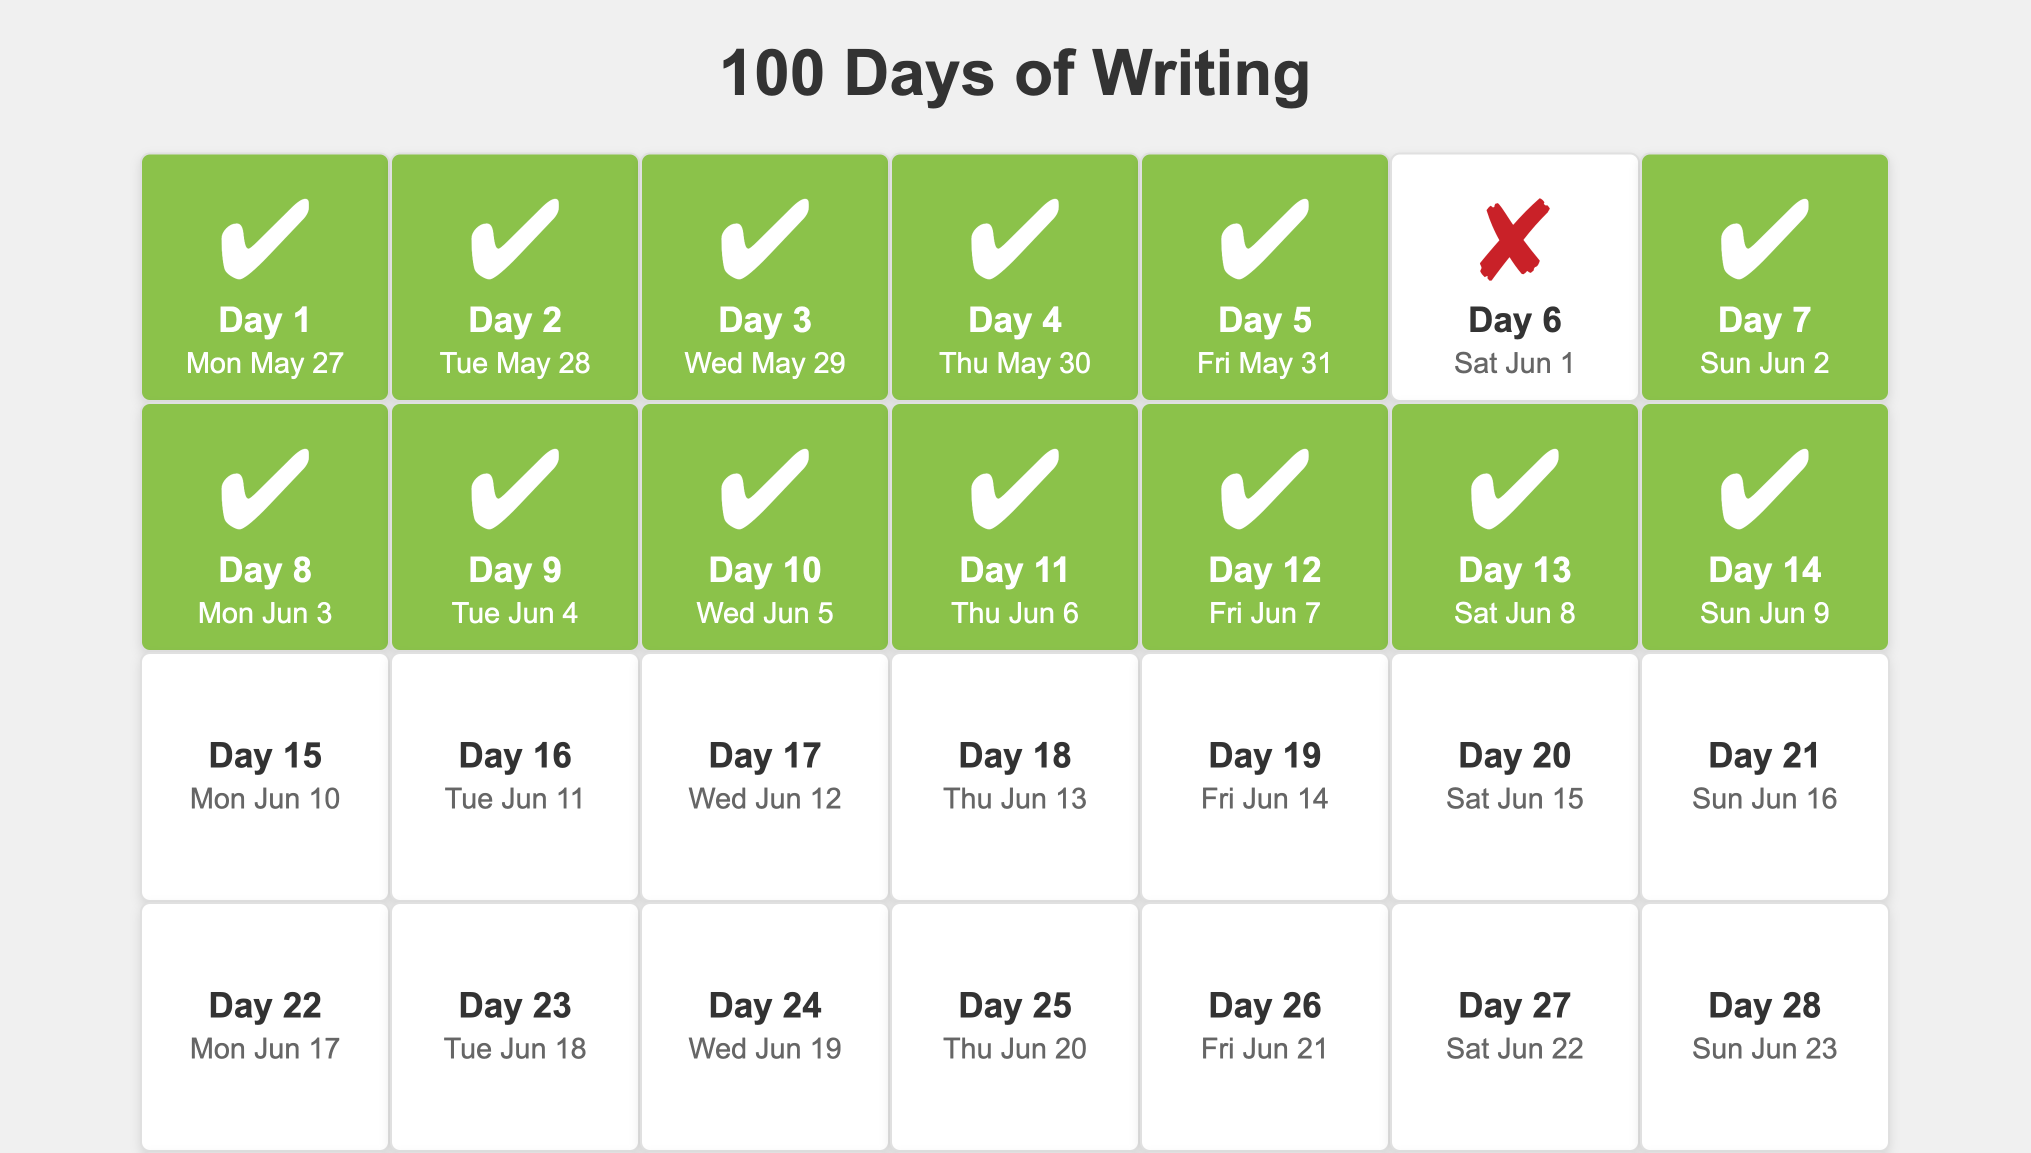 100 Days of Writing
Day 1
Mon May 27
Day 2
Tue May 28
Day 3
Wed May 29
Day 4
Thu May 30
Day 5
Fri May 31
Day 6
Sat Jun 1
Day 7
Sun Jun 2
Day 8
Mon Jun 3
Day 9
Tue Jun 4
Day 10
Wed Jun 5
Day 11
Thu Jun 6
Day 12
Fri Jun 7
Day 13
Sat Jun 8
Day 14
Sun Jun 9
Day 15
Mon Jun 10
Day 16
Tue Jun 11
Day 17
Wed Jun 12
Day 18
Thu Jun 13
Day 19
Fri Jun 14
Day 20
Sat Jun 15
Day 21
Sun Jun 16
Day 22
Mon Jun 17
Day 23
Tue Jun 18
Day 24
Wed Jun 19
Day 25
Thu Jun 20
Day 26
Fri Jun 21
Day 27
Sat Jun 22
Day 28
Sun Jun 23